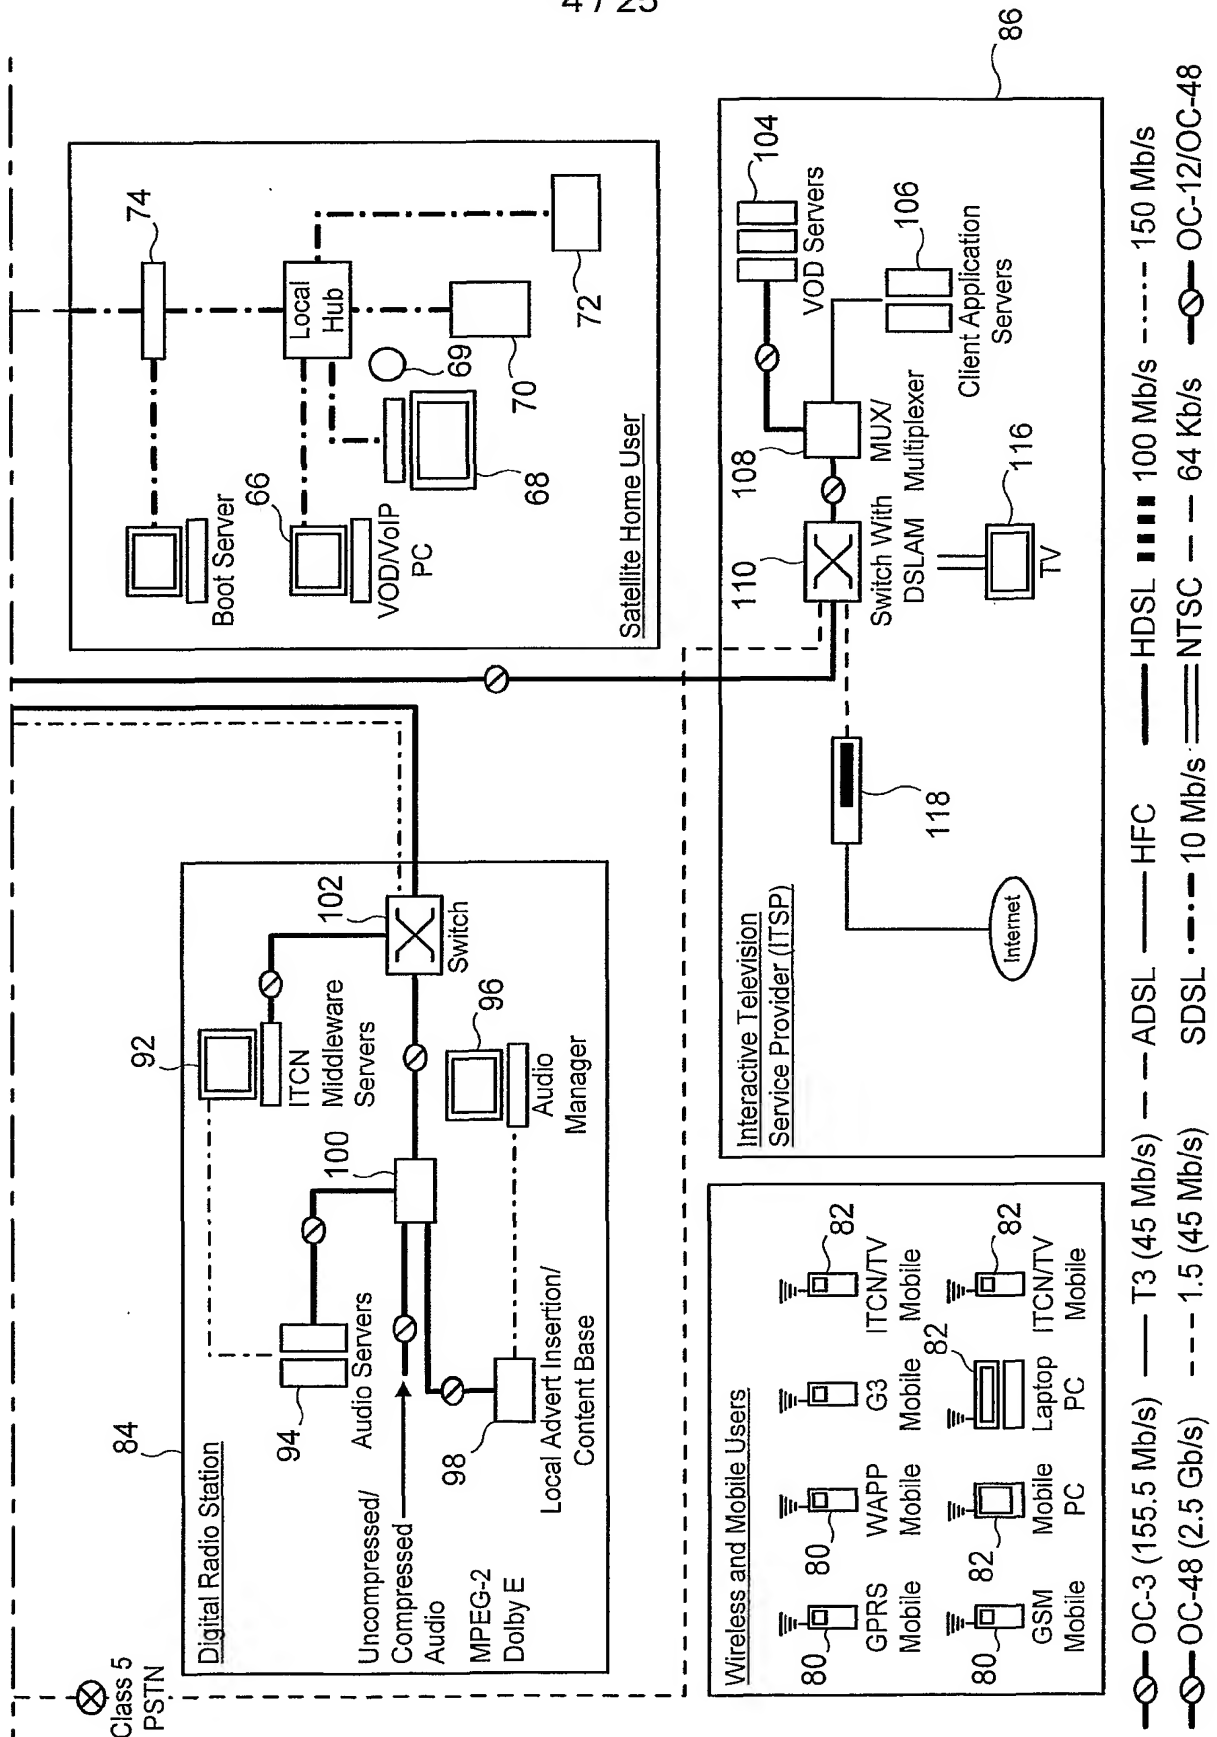 4 / 25
Class 5
PSTN
84
Digital Radio Station
92
ITCN
Middleware
Servers
94
Audio Servers
100
102
Switch
96
Audio
Manager
98
Local Advert Insertion/
Content Base
Uncompressed/
Compressed
Audio
MPEG-2
Dolby E
74
Boot Server
Local
Hub
66
VOD/VoIP
PC
68
69
70
72
Satellite Home User
Wireless and Mobile Users
80
GPRS
Mobile
80
WAPP
Mobile
G3
Mobile
82
ITCN/TV
Mobile
80
GSM
Mobile
82
Mobile
PC
82
Laptop
PC
82
ITCN/TV
Mobile
86
Interactive Television
Service Provider (ITSP)
104
VOD Servers
106
Client Application
Servers
108
MUX/
Multiplexer
110
Switch With
DSLAM
116
TV
118
Internet
OC-3 (155.5 Mb/s) T3 (45 Mb/s) ADSL HFC HDSL 100 Mb/s 150 Mb/s
OC-48 (2.5 Gb/s) 1.5 (45 Mb/s) SDSL 10 Mb/s NTSC 64 Kb/s OC-12/OC-48